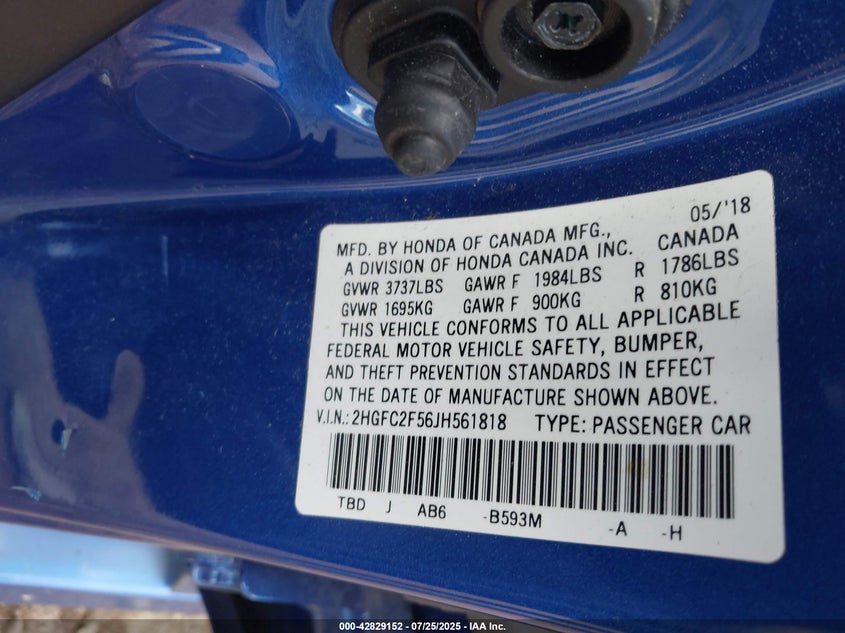 05/'18
MFD. BY HONDA OF CANADA MFG.,
A DIVISION OF HONDA CANADA INC. CANADA
GVWR 3737LBS GAWR F 1984LBS R 1786LBS
GVWR 1695KG GAWR F 900KG R 810KG
THIS VEHICLE CONFORMS TO ALL APPLICABLE
FEDERAL MOTOR VEHICLE SAFETY, BUMPER,
AND THEFT PREVENTION STANDARDS IN EFFECT
ON THE DATE OF MANUFACTURE SHOWN ABOVE.
V.I.N.: 2HGFC2F56JH561818 TYPE: PASSENGER CAR
TBD J AB6 -B593M -A -H
000-42829152 - 07/25/2025 - IAA Inc.